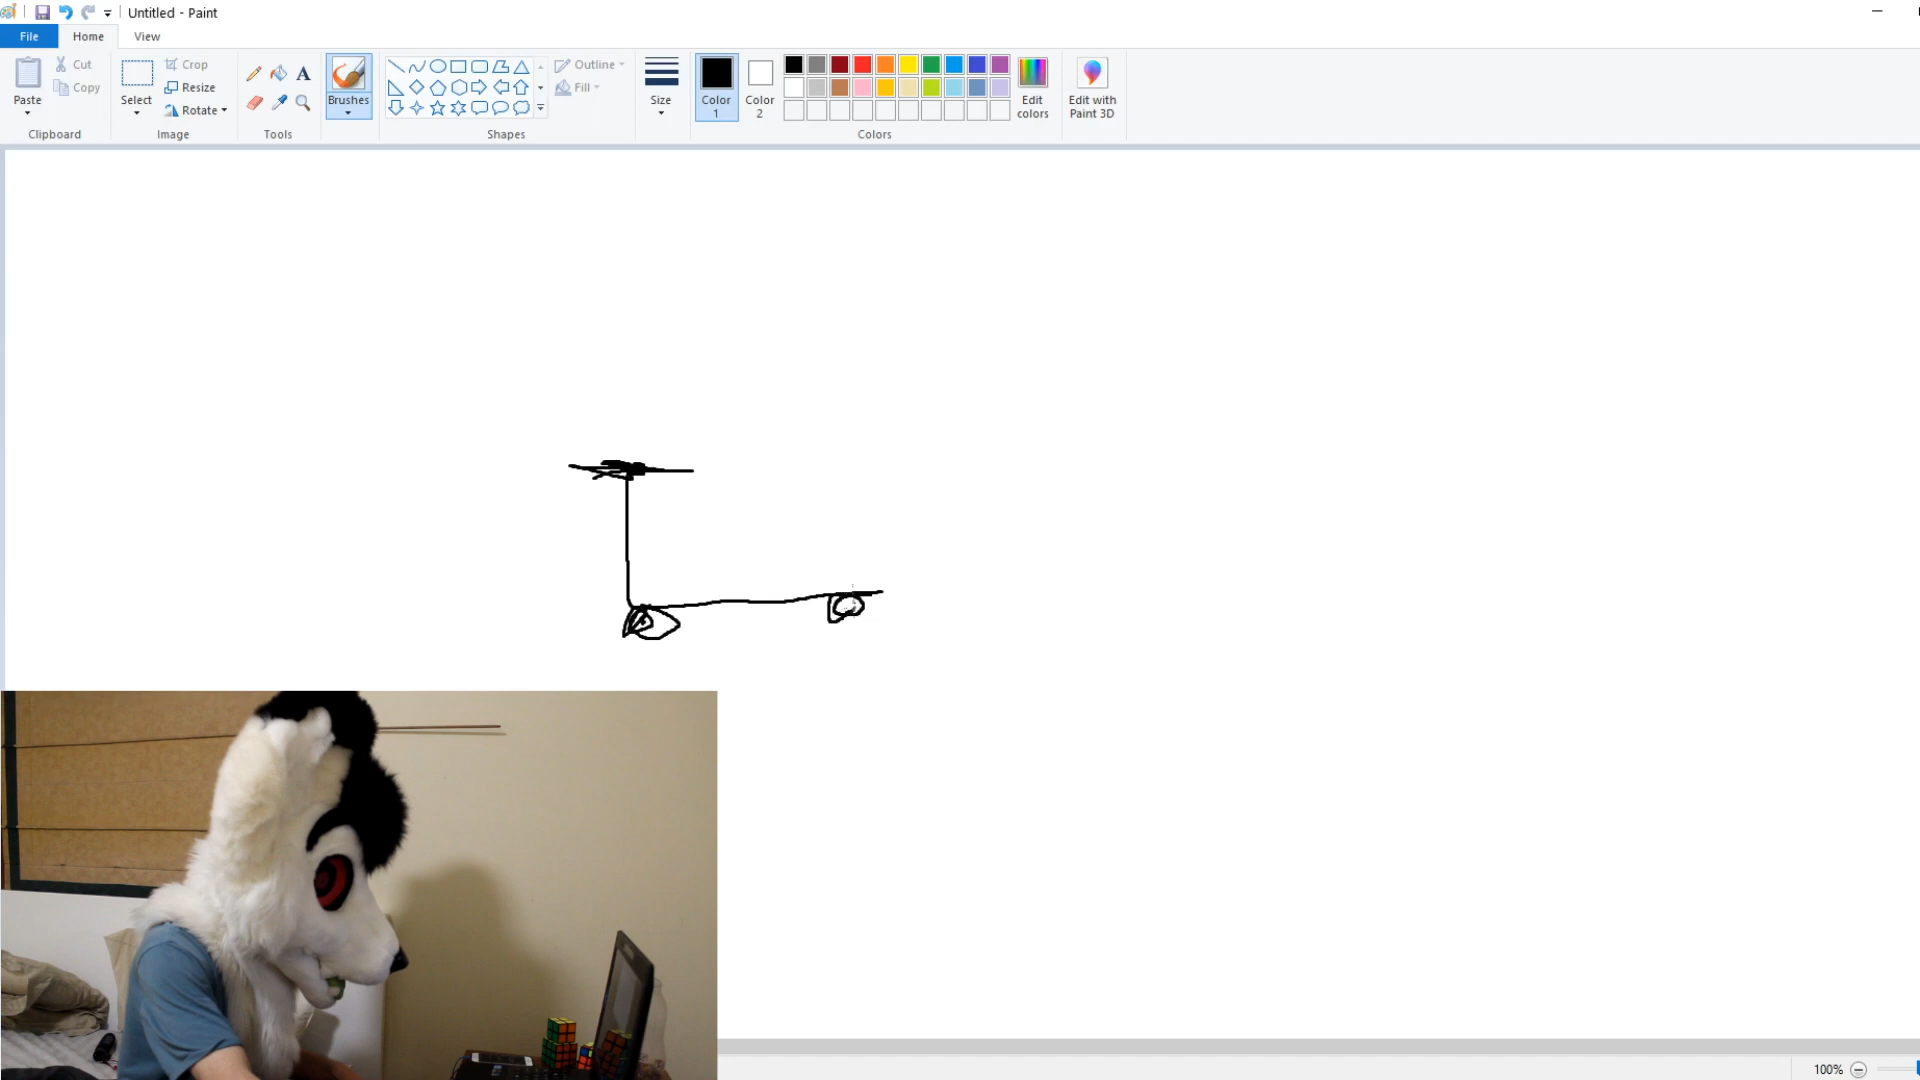 Untitled - Paint
File Home View
Paste
Cut
Copy
Clipboard
Select
Crop
Resize
Rotate
Image
A
Tools
Brushes
Outline
Fill
Shapes
Size
Color 1
Color 2
Colors
Edit colors
Edit with Paint 3D
100%